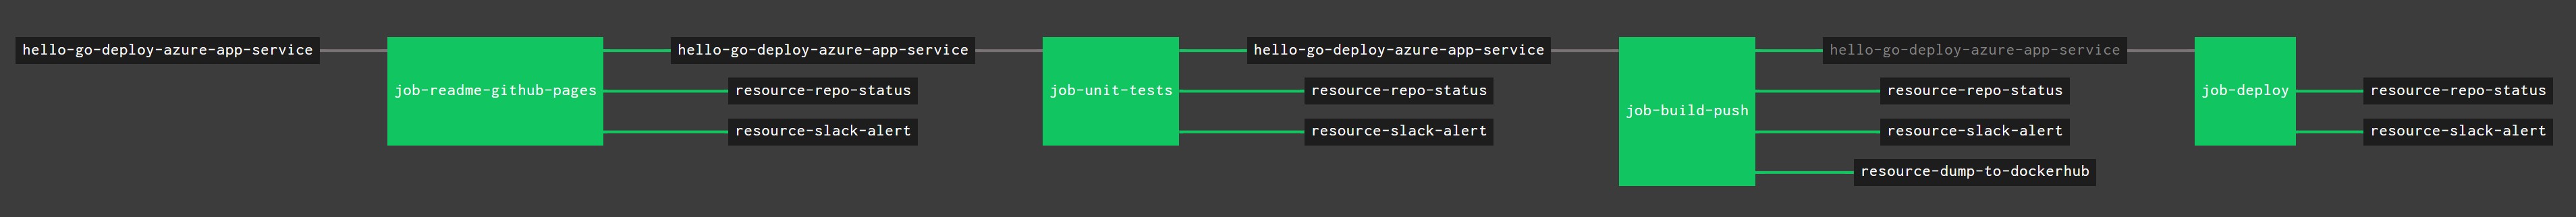 hello-go-deploy-azure-app-service
job-readme-github-pages
hello-go-deploy-azure-app-service
resource-repo-status
resource-slack-alert
job-unit-tests
hello-go-deploy-azure-app-service
resource-repo-status
resource-slack-alert
job-build-push
hello-go-deploy-azure-app-service
resource-repo-status
resource-slack-alert
resource-dump-to-dockerhub
job-deploy
resource-repo-status
resource-slack-alert